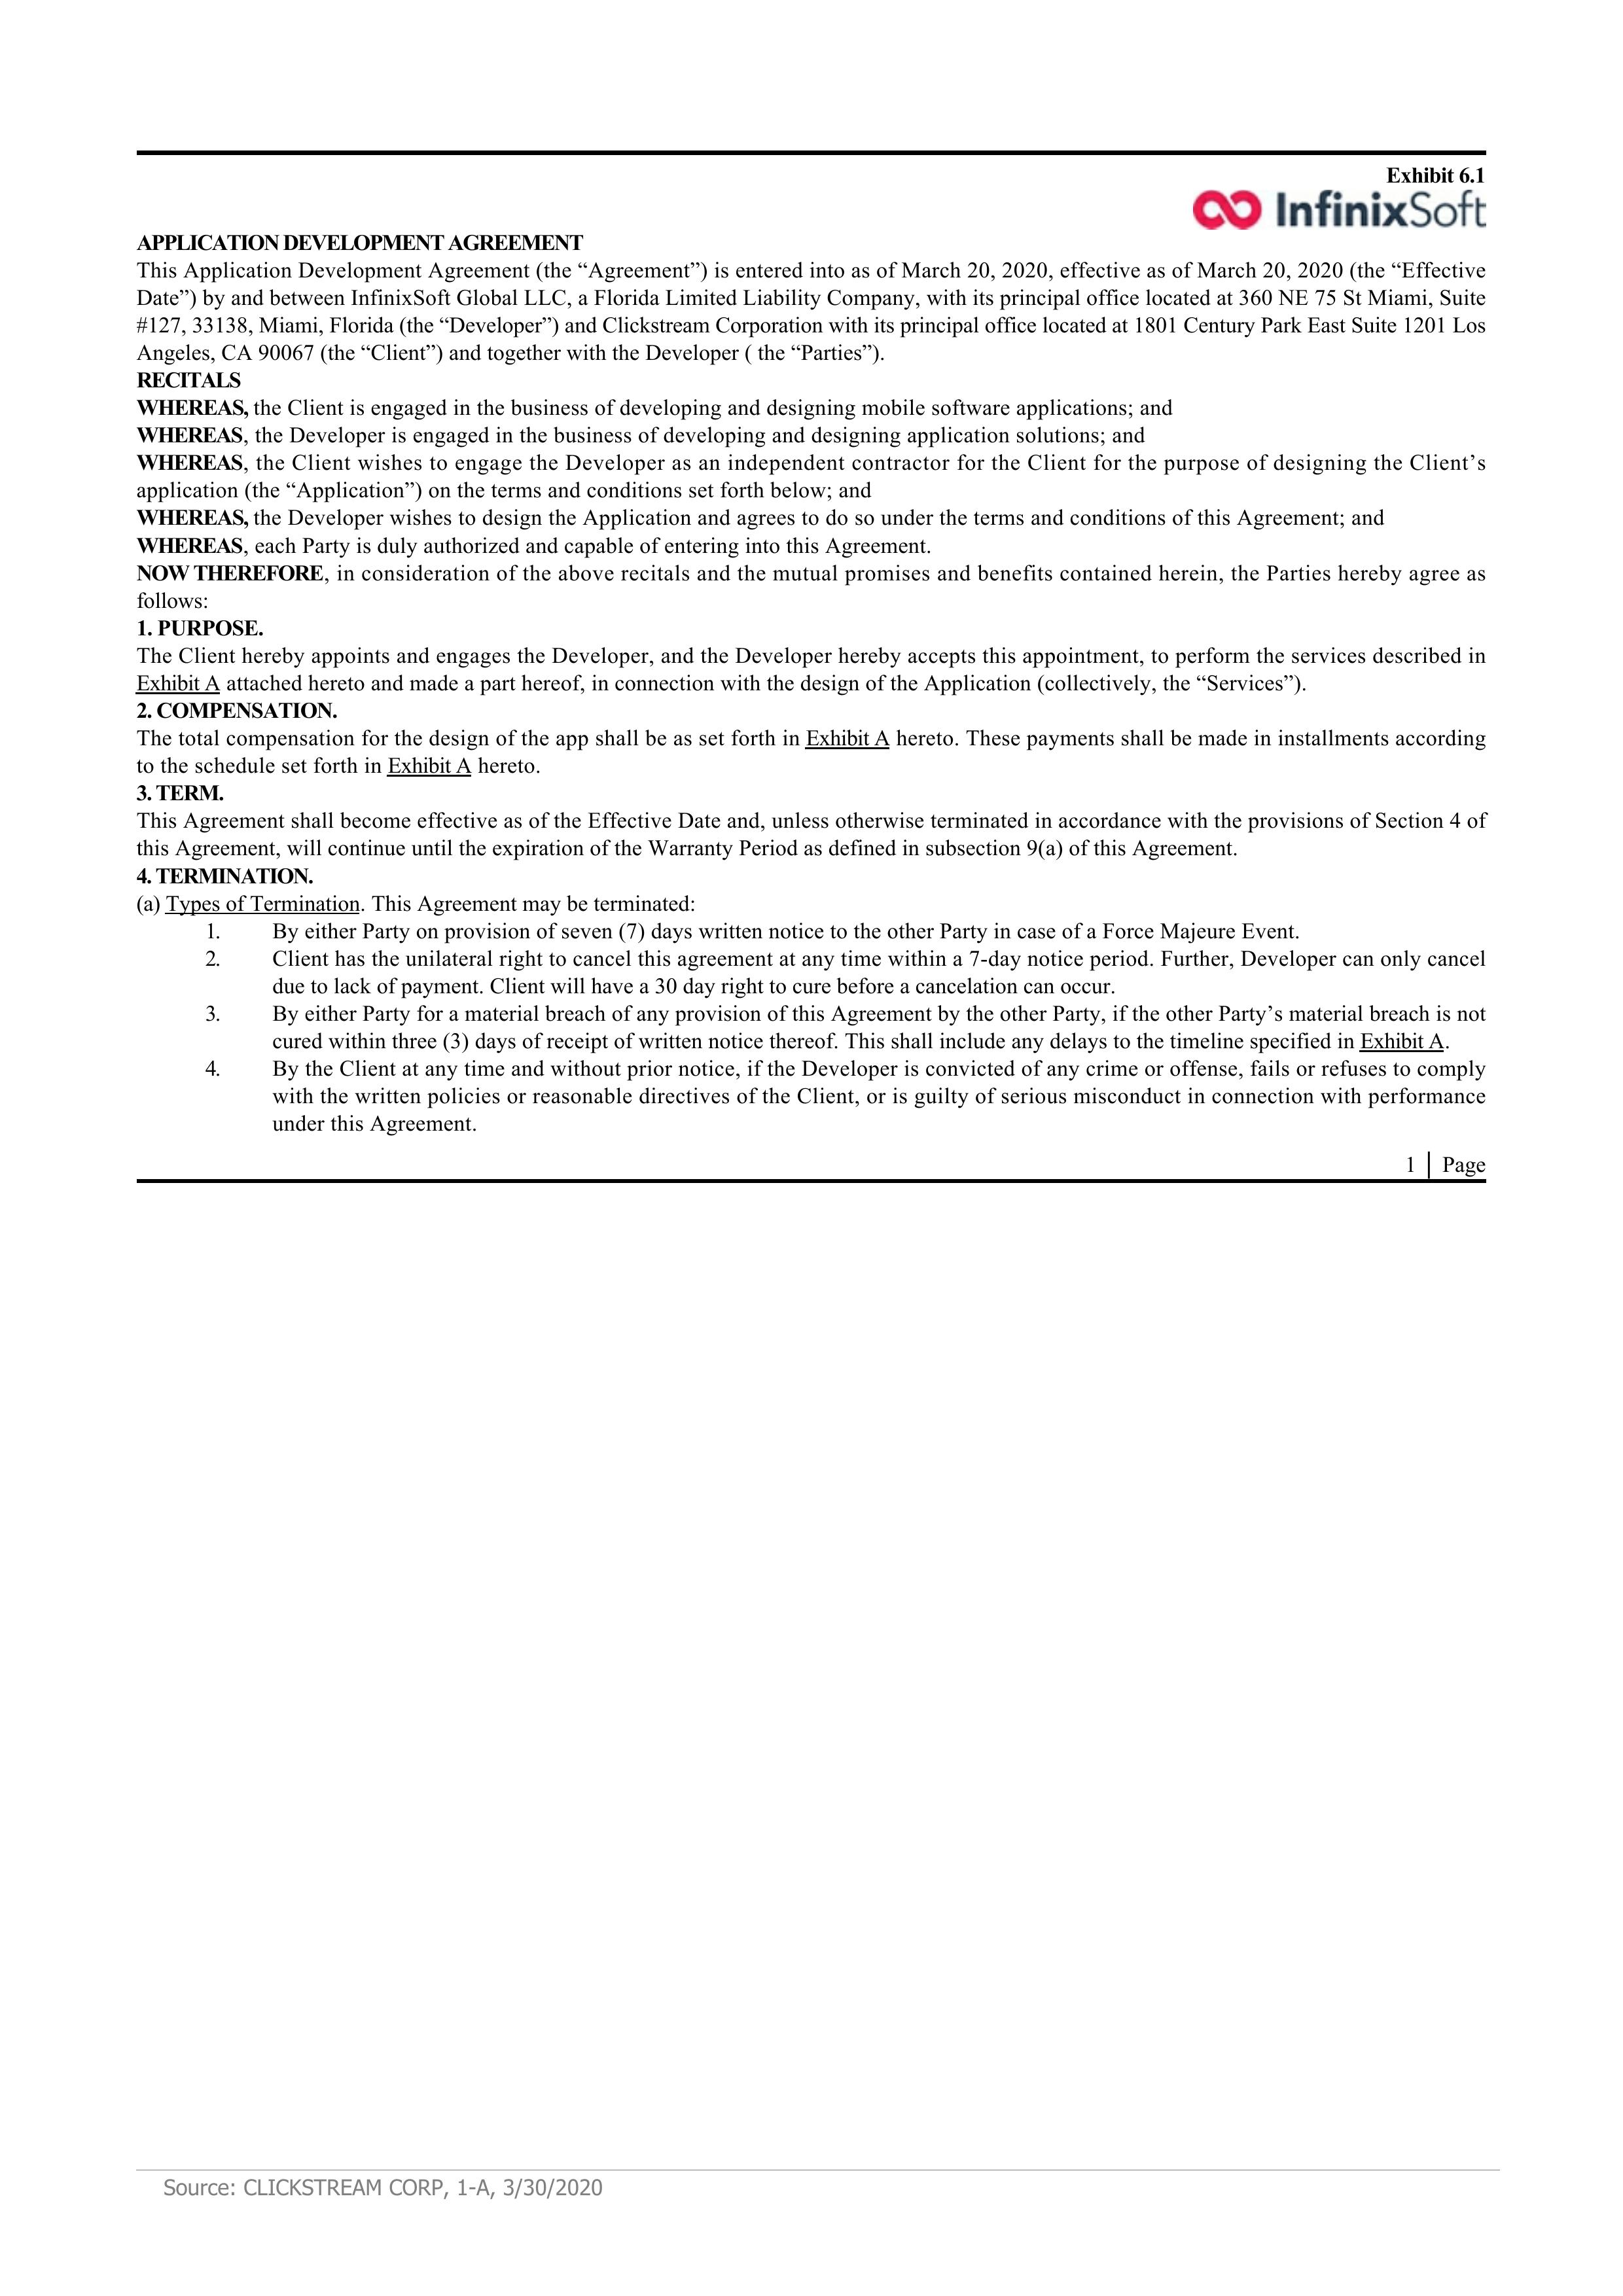 Exhibit 6.1
InfinixSoft
APPLICATION DEVELOPMENT AGREEMENT
This Application Development Agreement (the “Agreement”) is entered into as of March 20, 2020, effective as of March 20, 2020 (the “Effective
Date”) by and between InfinixSoft Global LLC, a Florida Limited Liability Company, with its principal office located at 360 NE 75 St Miami, Suite
#127, 33138, Miami, Florida (the “Developer”) and Clickstream Corporation with its principal office located at 1801 Century Park East Suite 1201 Los
Angeles, CA 90067 (the “Client”) and together with the Developer ( the “Parties”).
RECITALS
WHEREAS, the Client is engaged in the business of developing and designing mobile software applications; and
WHEREAS, the Developer is engaged in the business of developing and designing application solutions; and
WHEREAS, the Client wishes to engage the Developer as an independent contractor for the Client for the purpose of designing the Client’s
application (the “Application”) on the terms and conditions set forth below; and
WHEREAS, the Developer wishes to design the Application and agrees to do so under the terms and conditions of this Agreement; and
WHEREAS, each Party is duly authorized and capable of entering into this Agreement.
NOW THEREFORE, in consideration of the above recitals and the mutual promises and benefits contained herein, the Parties hereby agree as
follows:
1. PURPOSE.
The Client hereby appoints and engages the Developer, and the Developer hereby accepts this appointment, to perform the services described in
Exhibit A attached hereto and made a part hereof, in connection with the design of the Application (collectively, the “Services”).
2. COMPENSATION.
The total compensation for the design of the app shall be as set forth in Exhibit A hereto. These payments shall be made in installments according
to the schedule set forth in Exhibit A hereto.
3. TERM.
This Agreement shall become effective as of the Effective Date and, unless otherwise terminated in accordance with the provisions of Section 4 of
this Agreement, will continue until the expiration of the Warranty Period as defined in subsection 9(a) of this Agreement.
4. TERMINATION.
(a) Types of Termination. This Agreement may be terminated:
1. By either Party on provision of seven (7) days written notice to the other Party in case of a Force Majeure Event.
2. Client has the unilateral right to cancel this agreement at any time within a 7-day notice period. Further, Developer can only cancel
due to lack of payment. Client will have a 30 day right to cure before a cancelation can occur.
3. By either Party for a material breach of any provision of this Agreement by the other Party, if the other Party’s material breach is not
cured within three (3) days of receipt of written notice thereof. This shall include any delays to the timeline specified in Exhibit A.
4. By the Client at any time and without prior notice, if the Developer is convicted of any crime or offense, fails or refuses to comply
with the written policies or reasonable directives of the Client, or is guilty of serious misconduct in connection with performance
under this Agreement.
1 | Page
Source: CLICKSTREAM CORP, 1-A, 3/30/2020